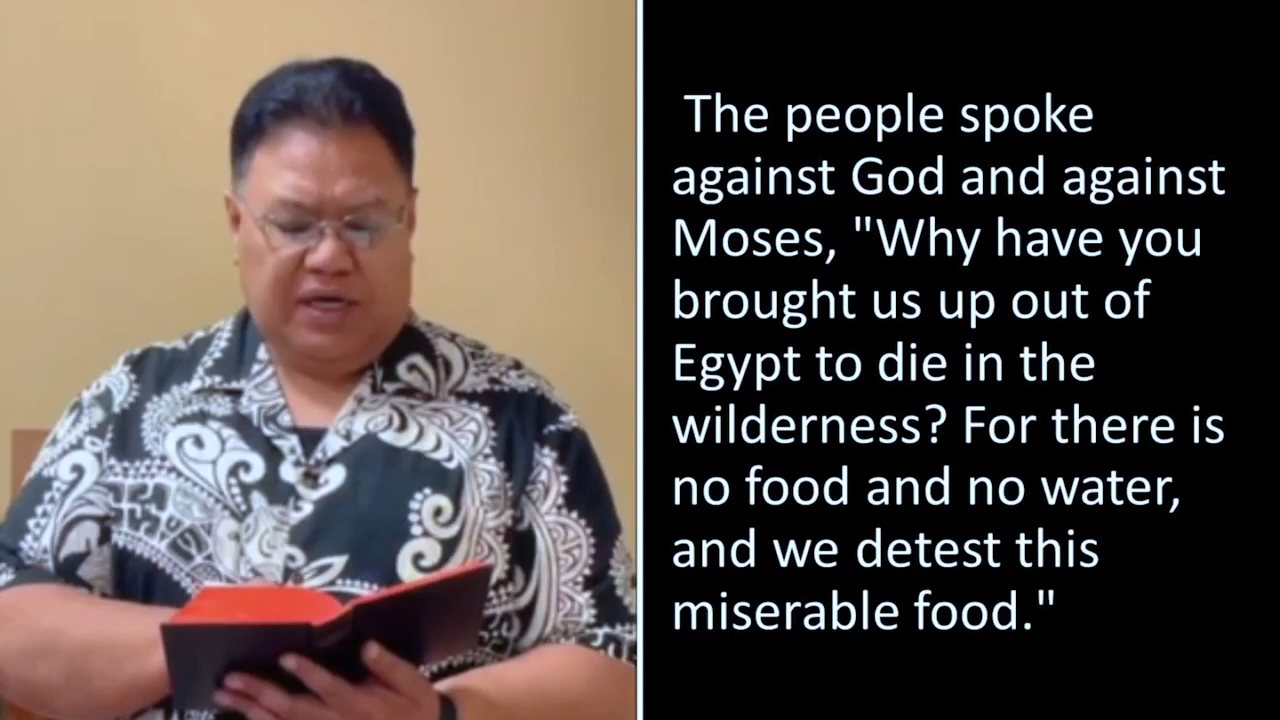 The people spoke
against God and against
Moses, "Why have you
brought us up out of
Egypt to die in the
wilderness? For there is
no food and no water,
and we detest this
miserable food."